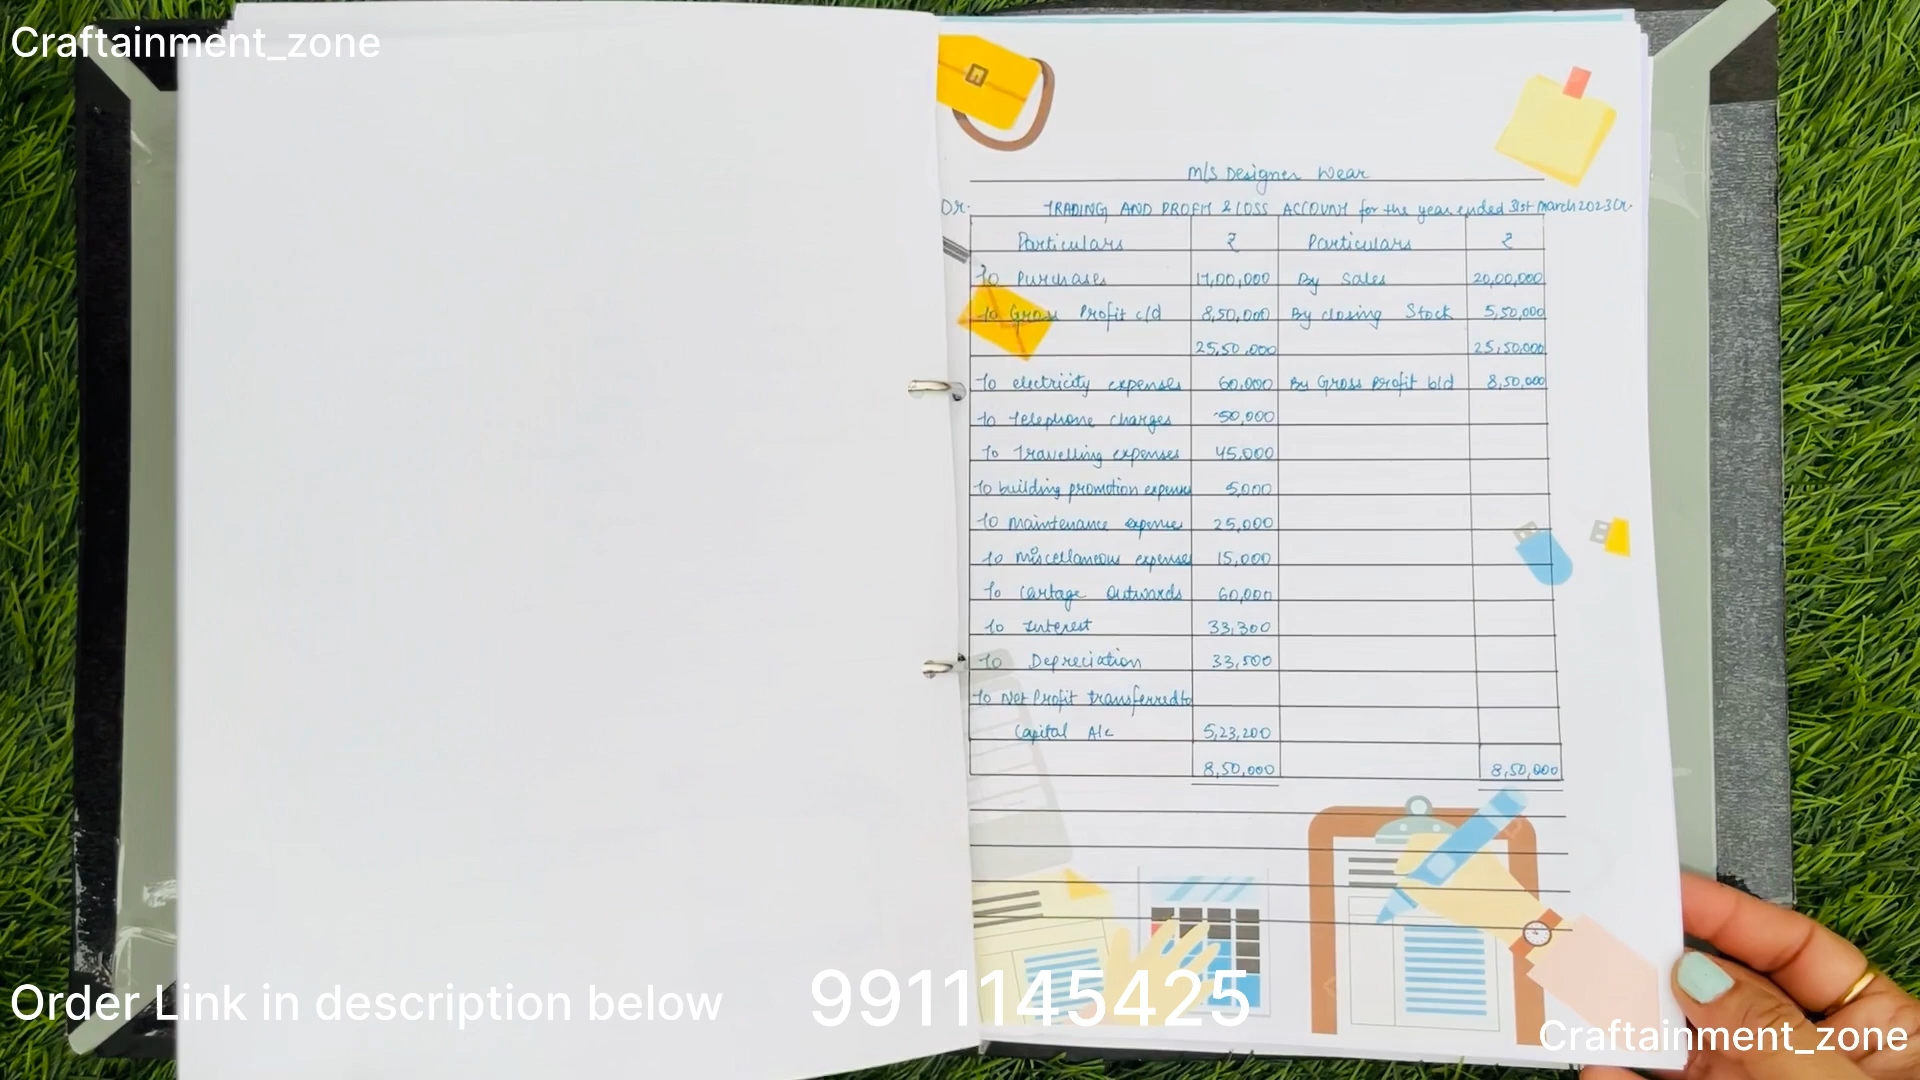 Craftainment_zone
M/S Designer Wear
Dr. TRADING AND PROFIT & LOSS ACCOUNT for the year ended 31st March 2023 Cr.
Particulars ₹ Particulars ₹
To Purchases 17,00,000 By Sales 20,00,000
To Gross Profit c/d 8,50,000 By closing Stock 5,50,000
25,50,000 25,50,000
To electricity expenses 60,000 By Gross profit b/d 8,50,000
To Telephone charges 50,000
To Travelling expenses 45,000
To building promotion expenses 5,000
To Maintenance expense 25,000
To Miscellaneous expenses 15,000
To Cartage Outwards 60,000
To Interest 33,300
To Depreciation 33,500
To Net Profit transferred to
Capital A/c 5,23,200
8,50,000 8,50,000
Order Link in description below 9911145425
Craftainment_zone